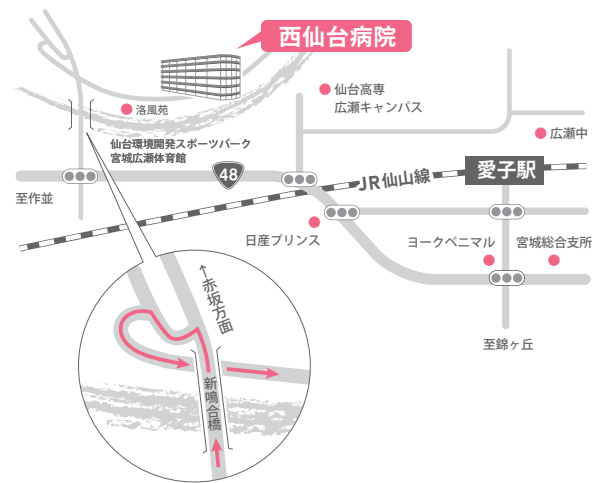 西仙台病院
洛風苑
仙台高専
広瀬キャンパス
広瀬中
仙台環境開発スポーツパーク
宮城広瀬体育館
48
JR仙山線
愛子駅
至作並
日産プリンス
ヨークベニマル
宮城総合支所
至錦ヶ丘
←赤坂方面
新鳴合橋